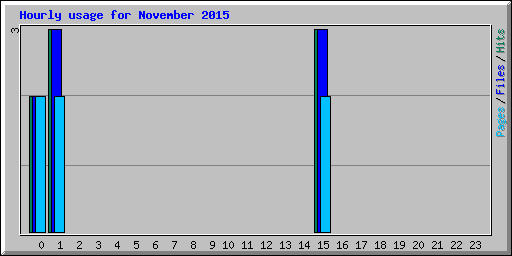 Hourly usage for November 2015
3
Pages/Files/Hits
0 1 2 3 4 5 6 7 8 9 10 11 12 13 14 15 16 17 18 19 20 21 22 23